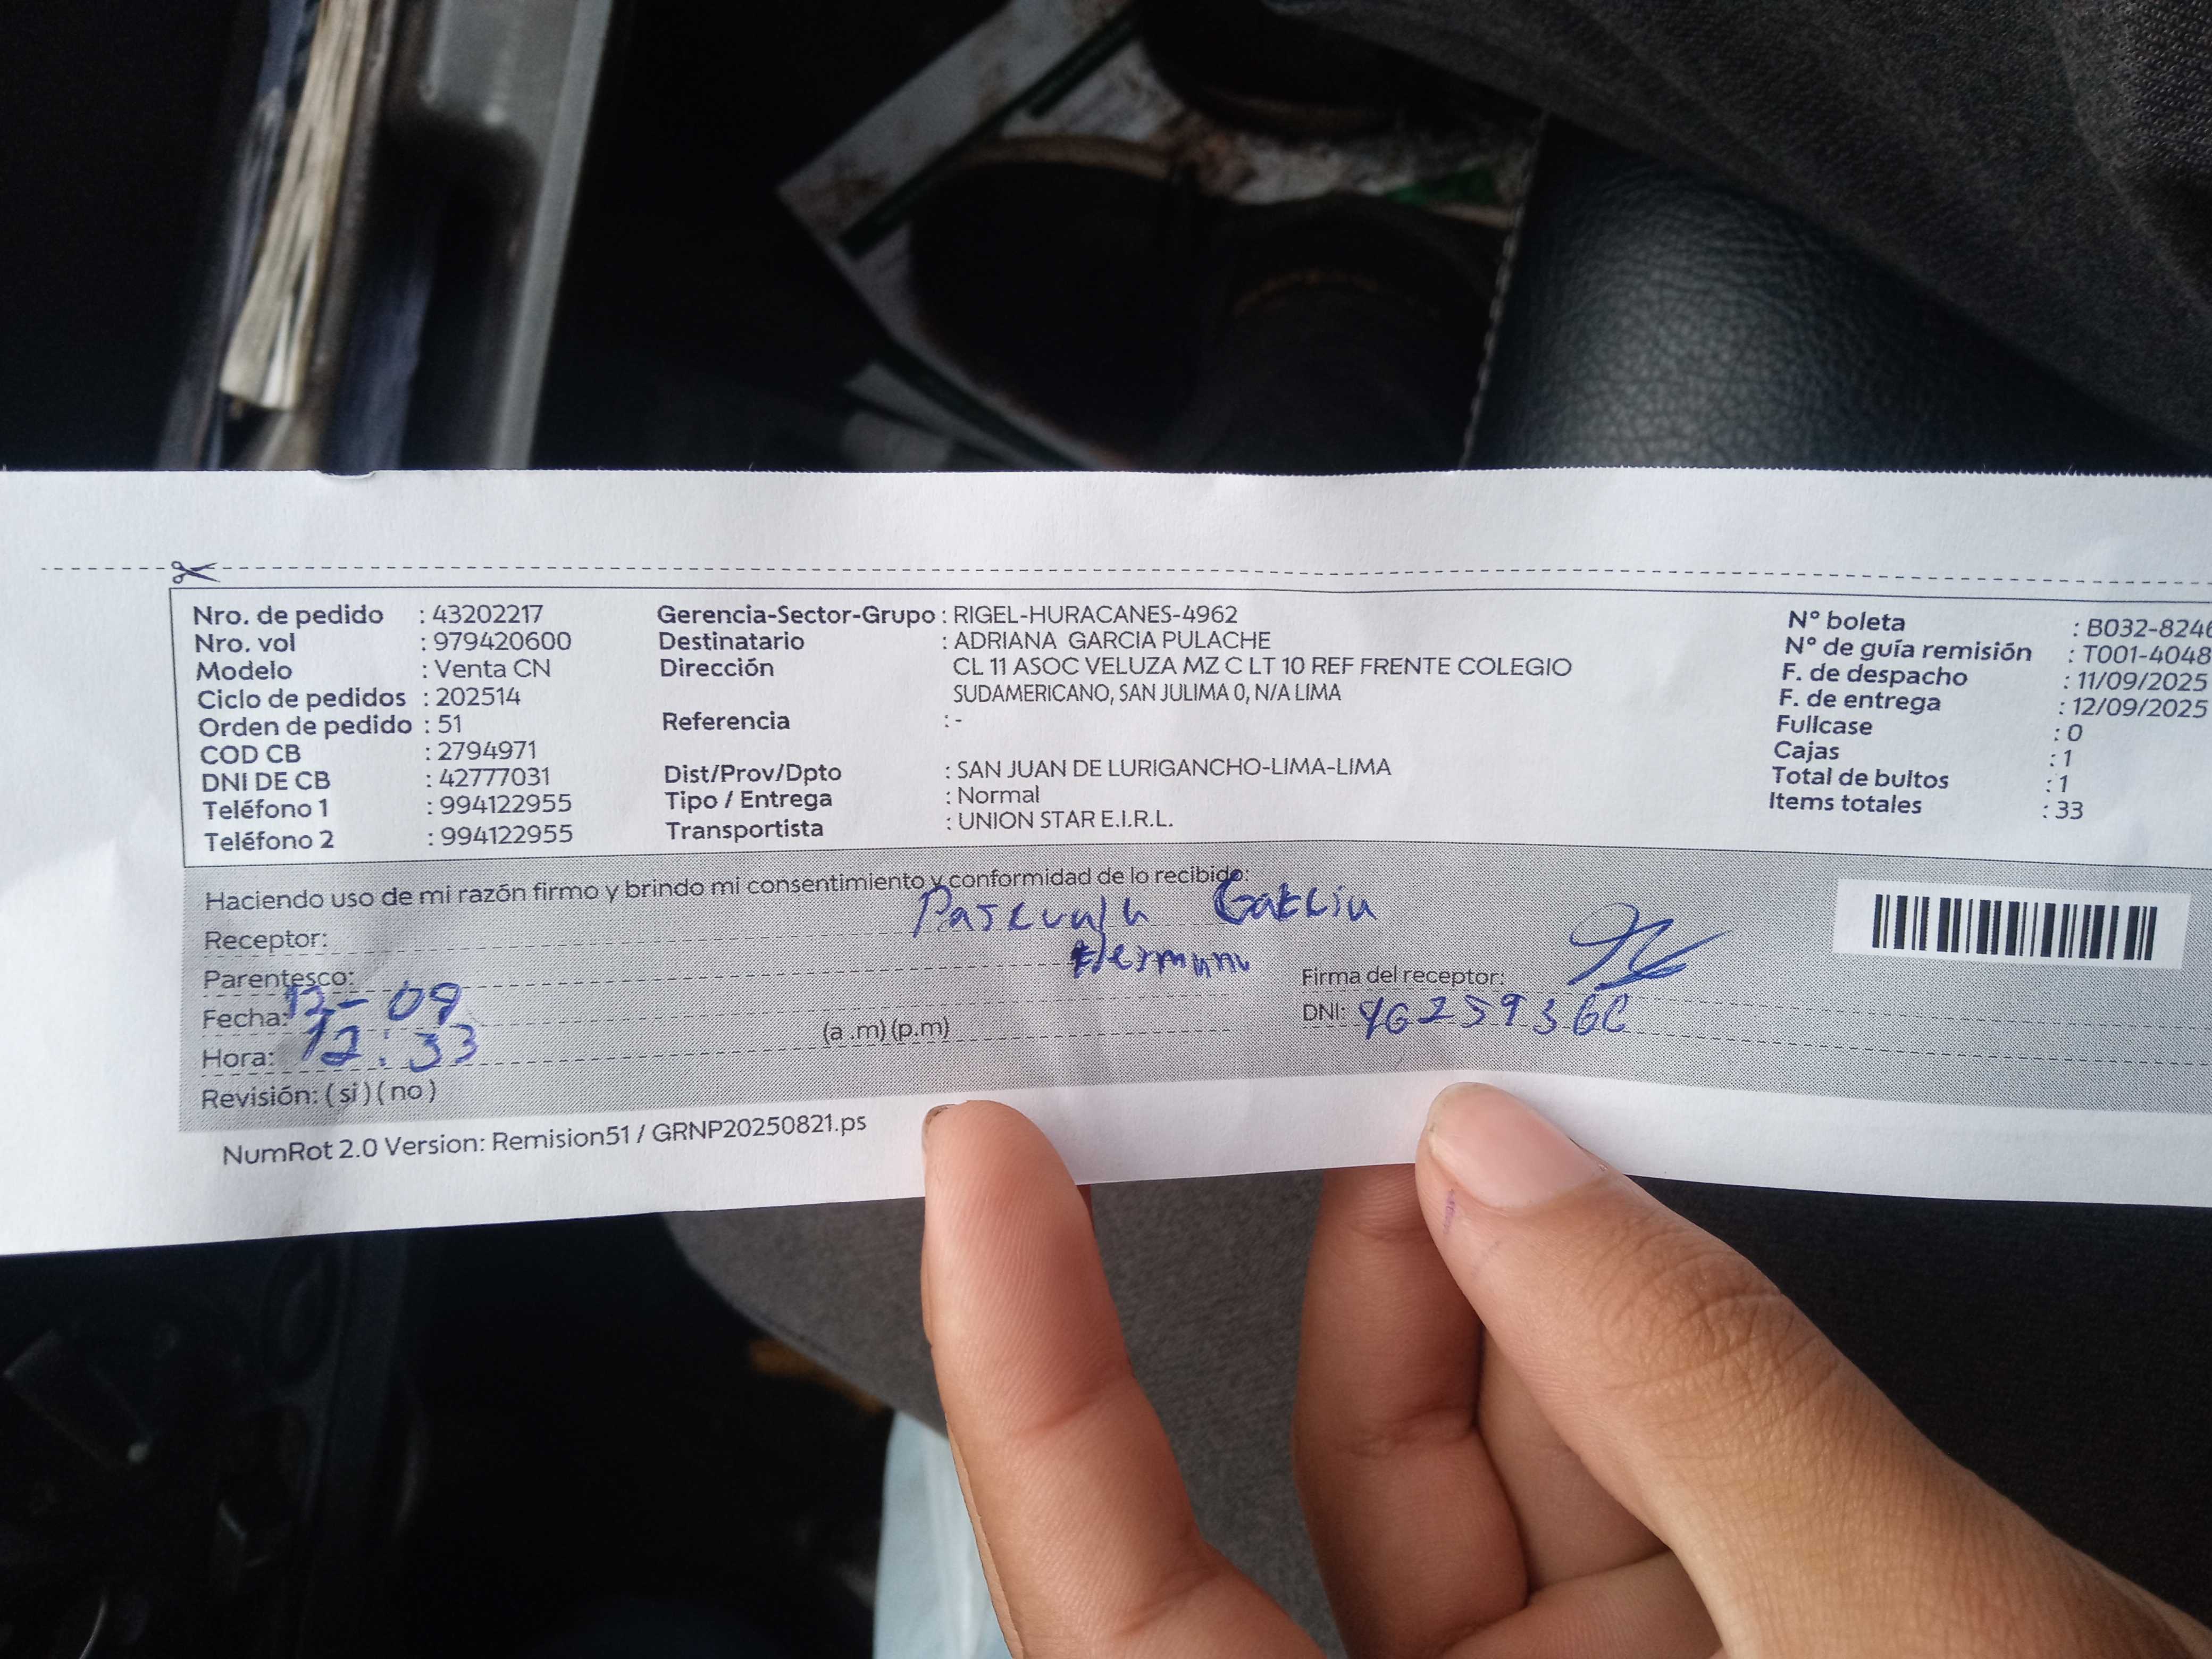 Nro. de pedido : 43202217
Nro. vol : 979420600
Modelo : Venta CN
Ciclo de pedidos : 202514
Orden de pedido : 51
COD CB : 2794971
DNI DE CB : 42777031
Teléfono 1 : 994122955
Teléfono 2 : 994122955
Gerencia-Sector-Grupo : RIGEL-HURACANES-4962
Destinatario : ADRIANA GARCIA PULACHE
Dirección CL 11 ASOC VELUZA MZ C LT 10 REF FRENTE COLEGIO
SUDAMERICANO, SAN JULIMA 0, N/A LIMA
Referencia : -
Dist/Prov/Dpto : SAN JUAN DE LURIGANCHO-LIMA-LIMA
Tipo / Entrega : Normal
Transportista : UNION STAR E.I.R.L.
N° boleta : B032-8246
N° de guía remisión : T001-4048
F. de despacho : 11/09/2025
F. de entrega : 12/09/2025
Fullcase : 0
Cajas : 1
Total de bultos : 1
Items totales : 33
Haciendo uso de mi razón firmo y brindo mi consentimiento y conformidad de lo recibido:
Receptor:
Parentesco:
Fecha: 12-09
Hora: 12:33 (a .m) (p.m)
Revisión: ( si ) ( no )
Firma del receptor:
DNI:
NumRot 2.0 Version: Remision51 / GRNP20250821.ps